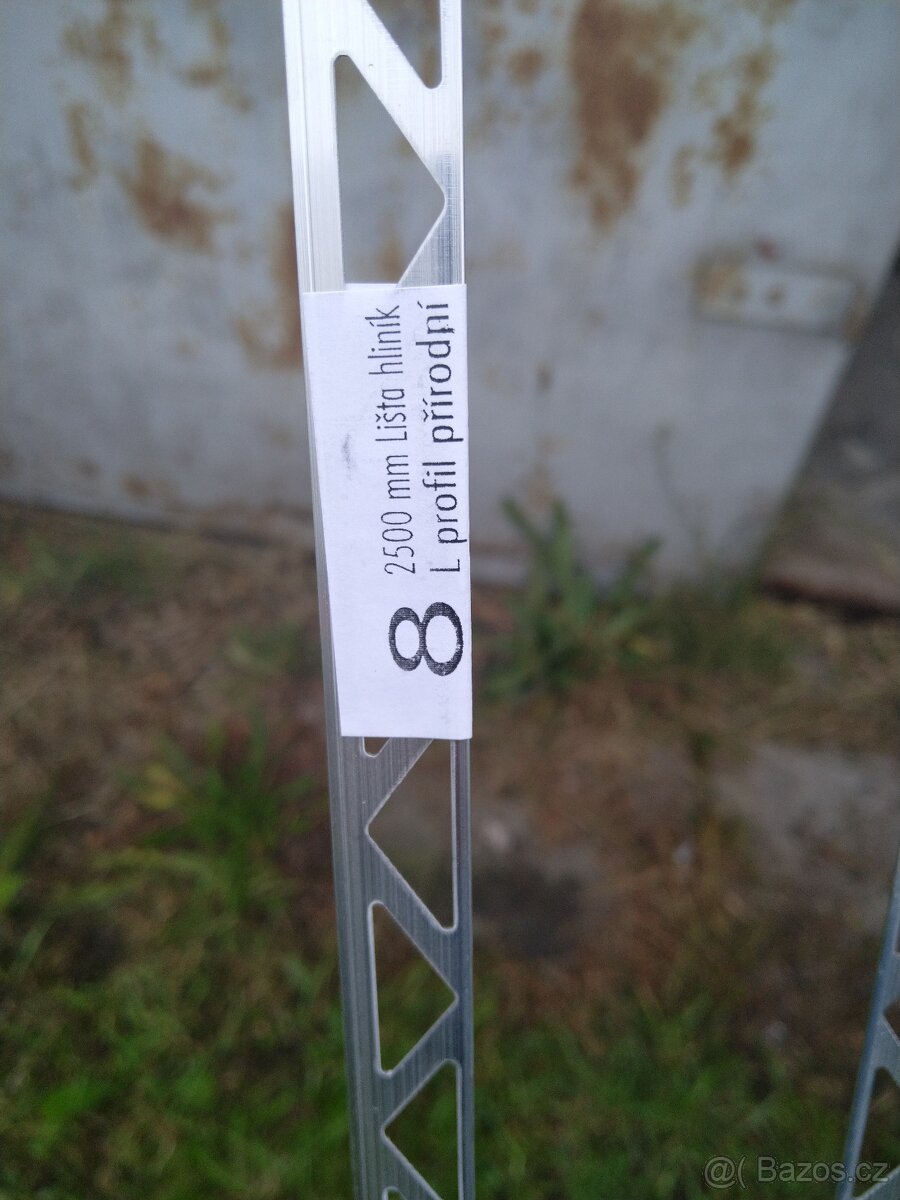 2500 mm Lišta hliník
8 L profil přírodní
@( Bazos.cz